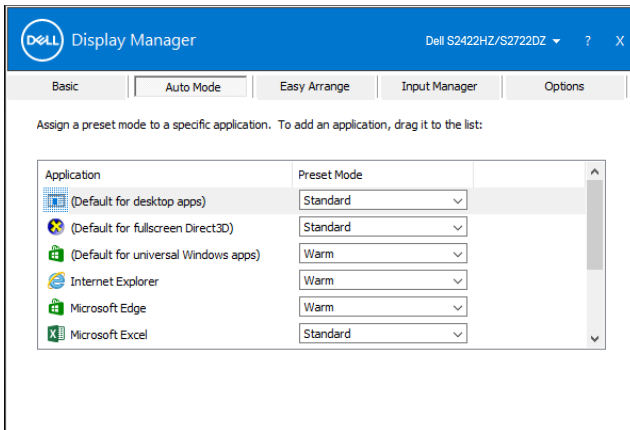 DELL Display Manager Dell S2422HZ/S2722DZ ? X
Basic Auto Mode Easy Arrange Input Manager Options
Assign a preset mode to a specific application. To add an application, drag it to the list:
Application Preset Mode
(Default for desktop apps) Standard
(Default for fullscreen Direct3D) Standard
(Default for universal Windows apps) Warm
Internet Explorer Warm
Microsoft Edge Warm
Microsoft Excel Standard